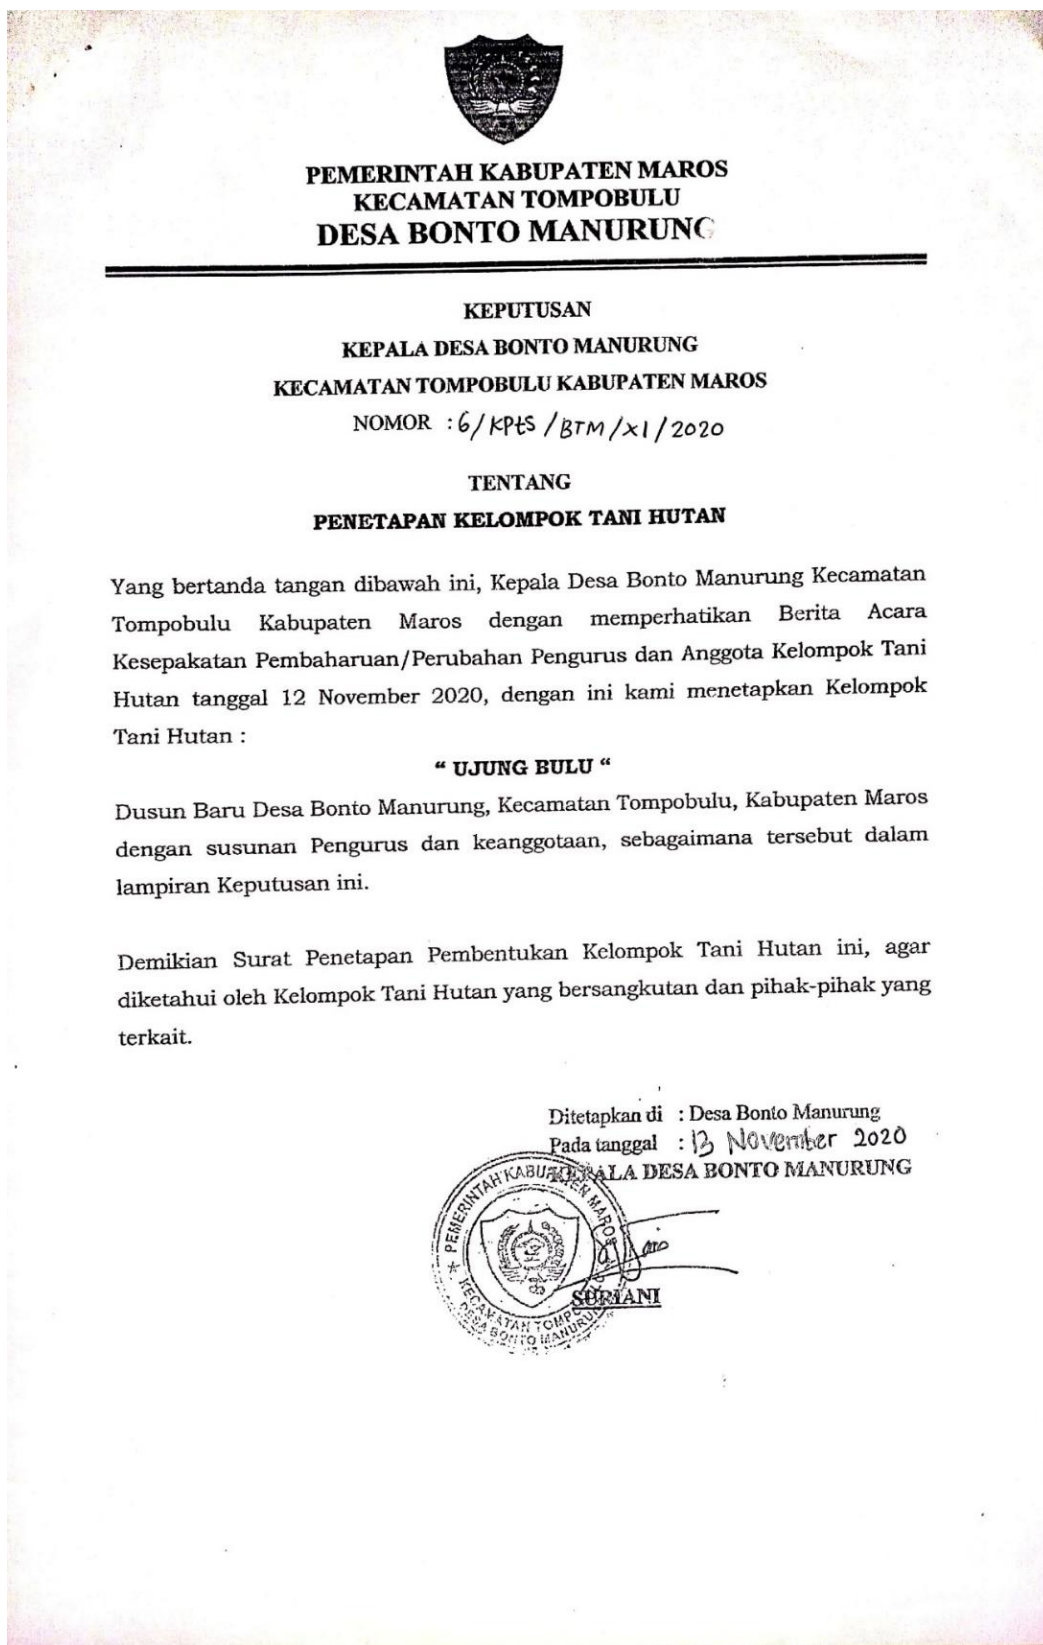 PEMERINTAH KABUPATEN MAROS
KECAMATAN TOMPOBULU
DESA BONTO MANURUNG
KEPUTUSAN
KEPALA DESA BONTO MANURUNG
KECAMATAN TOMPOBULU KABUPATEN MAROS
NOMOR : 6/KPtS/BTM/XI/2020
TENTANG
PENETAPAN KELOMPOK TANI HUTAN
Yang bertanda tangan dibawah ini, Kepala Desa Bonto Manurung Kecamatan
Tompobulu Kabupaten Maros dengan memperhatikan Berita Acara
Kesepakatan Pembaharuan/Perubahan Pengurus dan Anggota Kelompok Tani
Hutan tanggal 12 November 2020, dengan ini kami menetapkan Kelompok
Tani Hutan :
“ UJUNG BULU “
Dusun Baru Desa Bonto Manurung, Kecamatan Tompobulu, Kabupaten Maros
dengan susunan Pengurus dan keanggotaan, sebagaimana tersebut dalam
lampiran Keputusan ini.
Demikian Surat Penetapan Pembentukan Kelompok Tani Hutan ini, agar
diketahui oleh Kelompok Tani Hutan yang bersangkutan dan pihak-pihak yang
terkait.
Ditetapkan di : Desa Bonto Manurung
Pada tanggal : 13 November 2020
KEPALA DESA BONTO MANURUNG
PEMERINTAH KABUPATEN MAROS
KECAMATAN TOMPOBULU
DESA BONTO MANURUNG
SURIANI